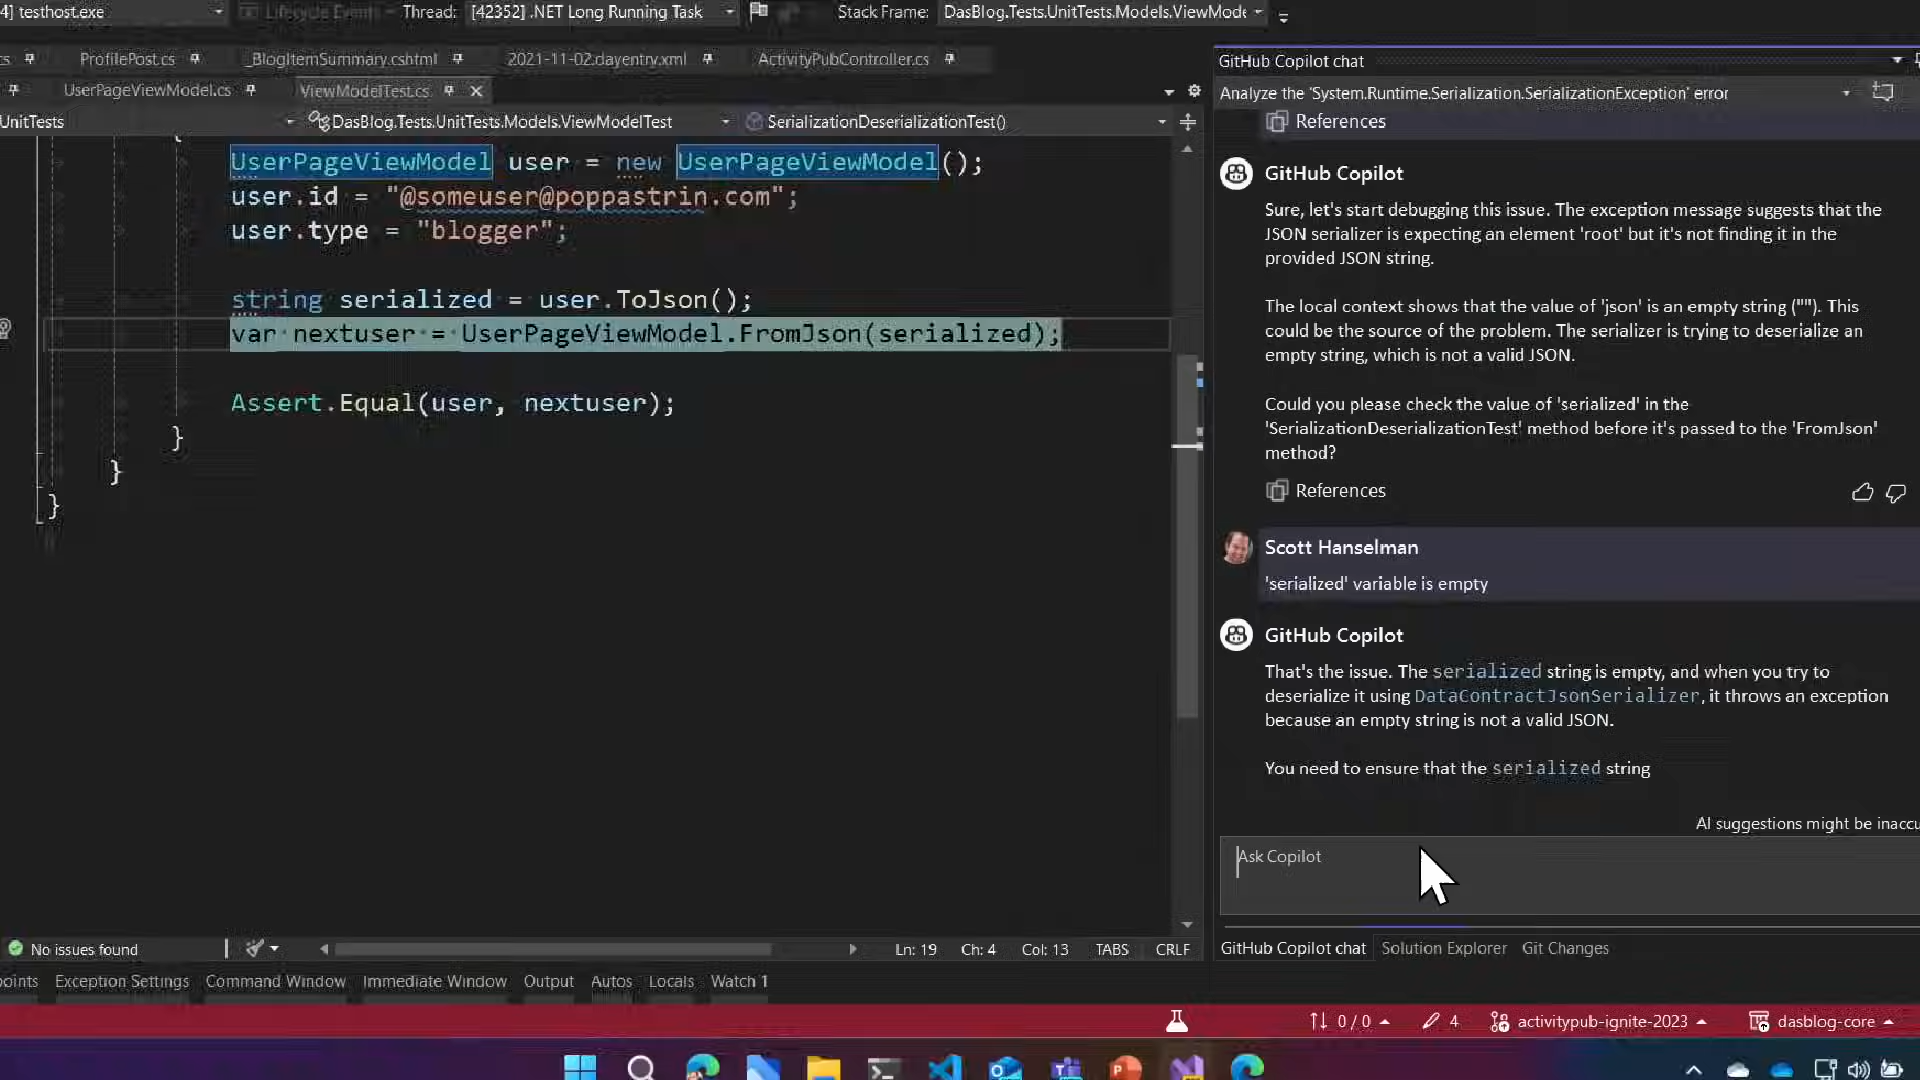 4] testhost.exe
Lifecycle Events
Thread:
[42352] .NET Long Running Task
Stack Frame:
DasBlog.Tests.UnitTests.Models.ViewMode
cs
ProfilePost.cs
_BlogItemSummary.cshtml
2021-11-02.dayentry.xml
ActivityPubController.cs
UserPageViewModel.cs
ViewModelTest.cs
UnitTests
DasBlog.Tests.UnitTests.Models.ViewModelTest
SerializationDeserializationTest()
{
UserPageViewModel user = new UserPageViewModel();
user.id = "@someuser@poppastrin.com";
user.type = "blogger";
string serialized = user.ToJson();
var nextuser = UserPageViewModel.FromJson(serialized);
Assert.Equal(user, nextuser);
}
}
}
No issues found
Ln: 19
Ch: 4
Col: 13
TABS
CRLF
oints
Exception Settings
Command Window
Immediate Window
Output
Autos
Locals
Watch 1
GitHub Copilot chat
Analyze the 'System.Runtime.Serialization.SerializationException' error
References
GitHub Copilot
Sure, let's start debugging this issue. The exception message suggests that the
JSON serializer is expecting an element 'root' but it's not finding it in the
provided JSON string.
The local context shows that the value of 'json' is an empty string (""). This
could be the source of the problem. The serializer is trying to deserialize an
empty string, which is not a valid JSON.
Could you please check the value of 'serialized' in the
'SerializationDeserializationTest' method before it's passed to the 'FromJson'
method?
References
Scott Hanselman
'serialized' variable is empty
GitHub Copilot
That's the issue. The serialized string is empty, and when you try to
deserialize it using DataContractJsonSerializer, it throws an exception
because an empty string is not a valid JSON.
You need to ensure that the serialized string
AI suggestions might be inaccu
Ask Copilot
GitHub Copilot chat
Solution Explorer
Git Changes
0 / 0
4
activitypub-ignite-2023
dasblog-core